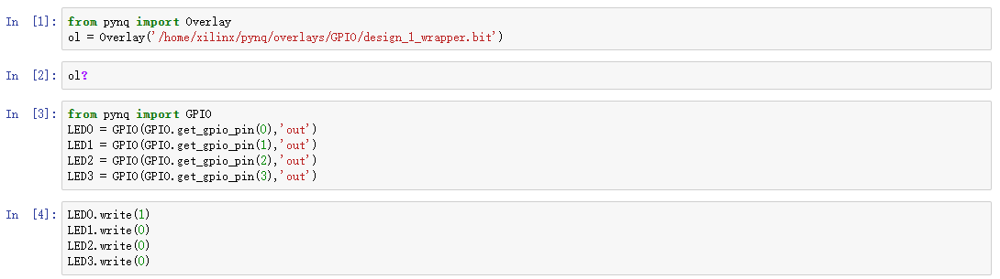 In [1]: from pynq import Overlay
ol = Overlay('/home/xilinx/pynq/overlays/GPIO/design_1_wrapper.bit')
In [2]: ol?
In [3]: from pynq import GPIO
LED0 = GPIO(GPIO.get_gpio_pin(0),'out')
LED1 = GPIO(GPIO.get_gpio_pin(1),'out')
LED2 = GPIO(GPIO.get_gpio_pin(2),'out')
LED3 = GPIO(GPIO.get_gpio_pin(3),'out')
In [4]: LED0.write(1)
LED1.write(0)
LED2.write(0)
LED3.write(0)